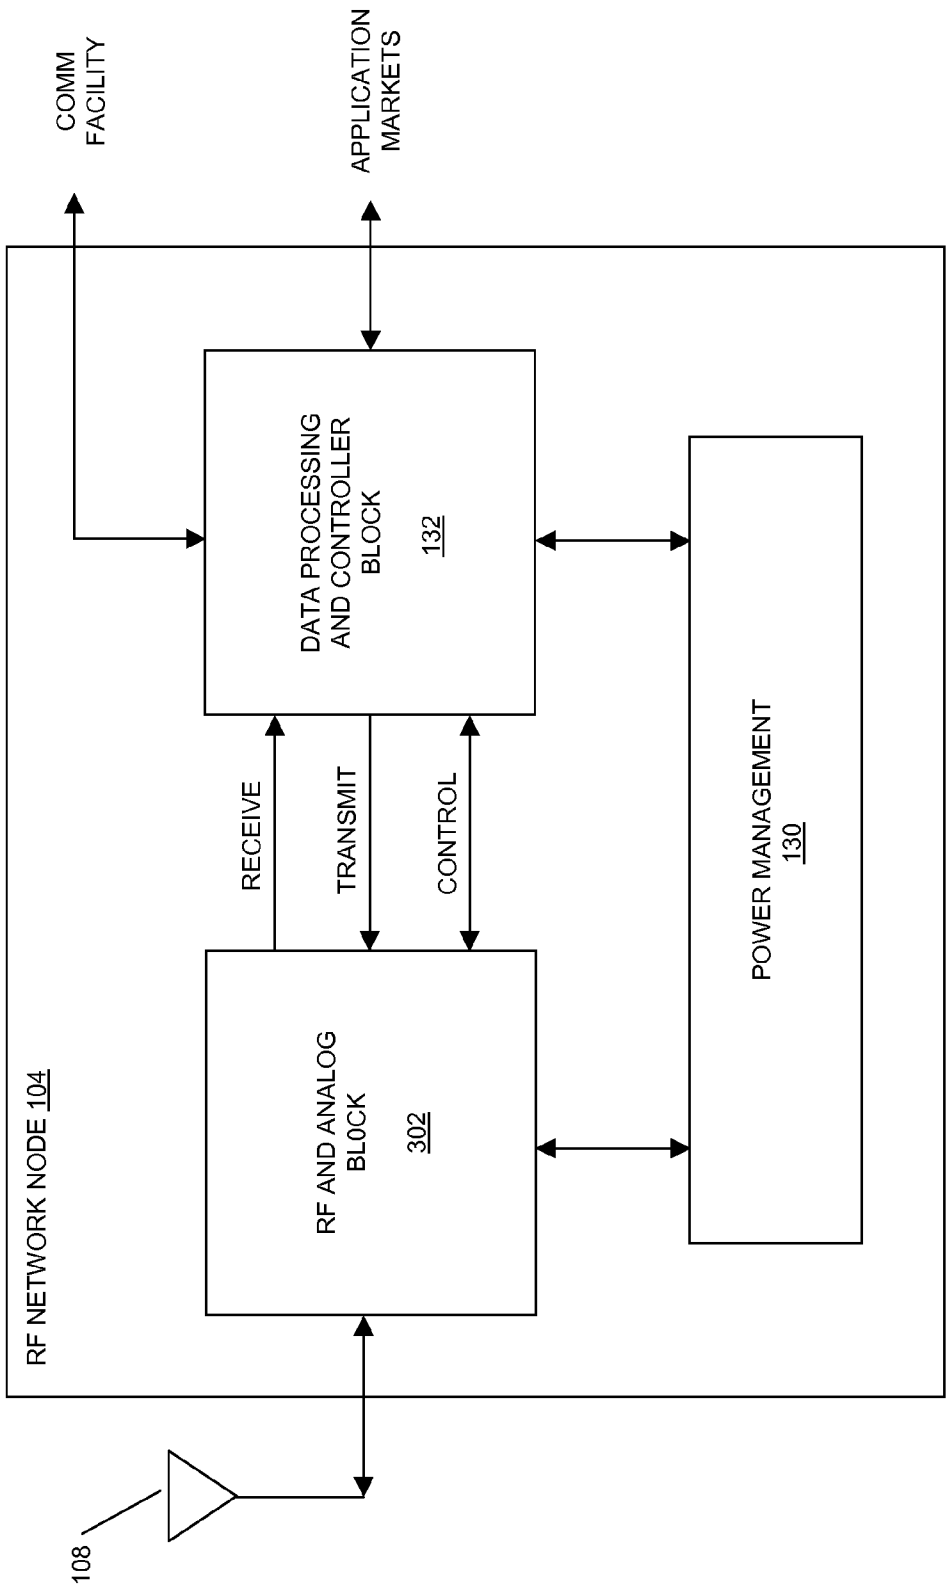 RF NETWORK NODE 104
COMM
FACILITY
108
RF AND ANALOG
BL0CK
302
RECEIVE
TRANSMIT
CONTROL
DATA PROCESSING
AND CONTROLLER
BLOCK
132
APPLICATION
MARKETS
POWER MANAGEMENT
130